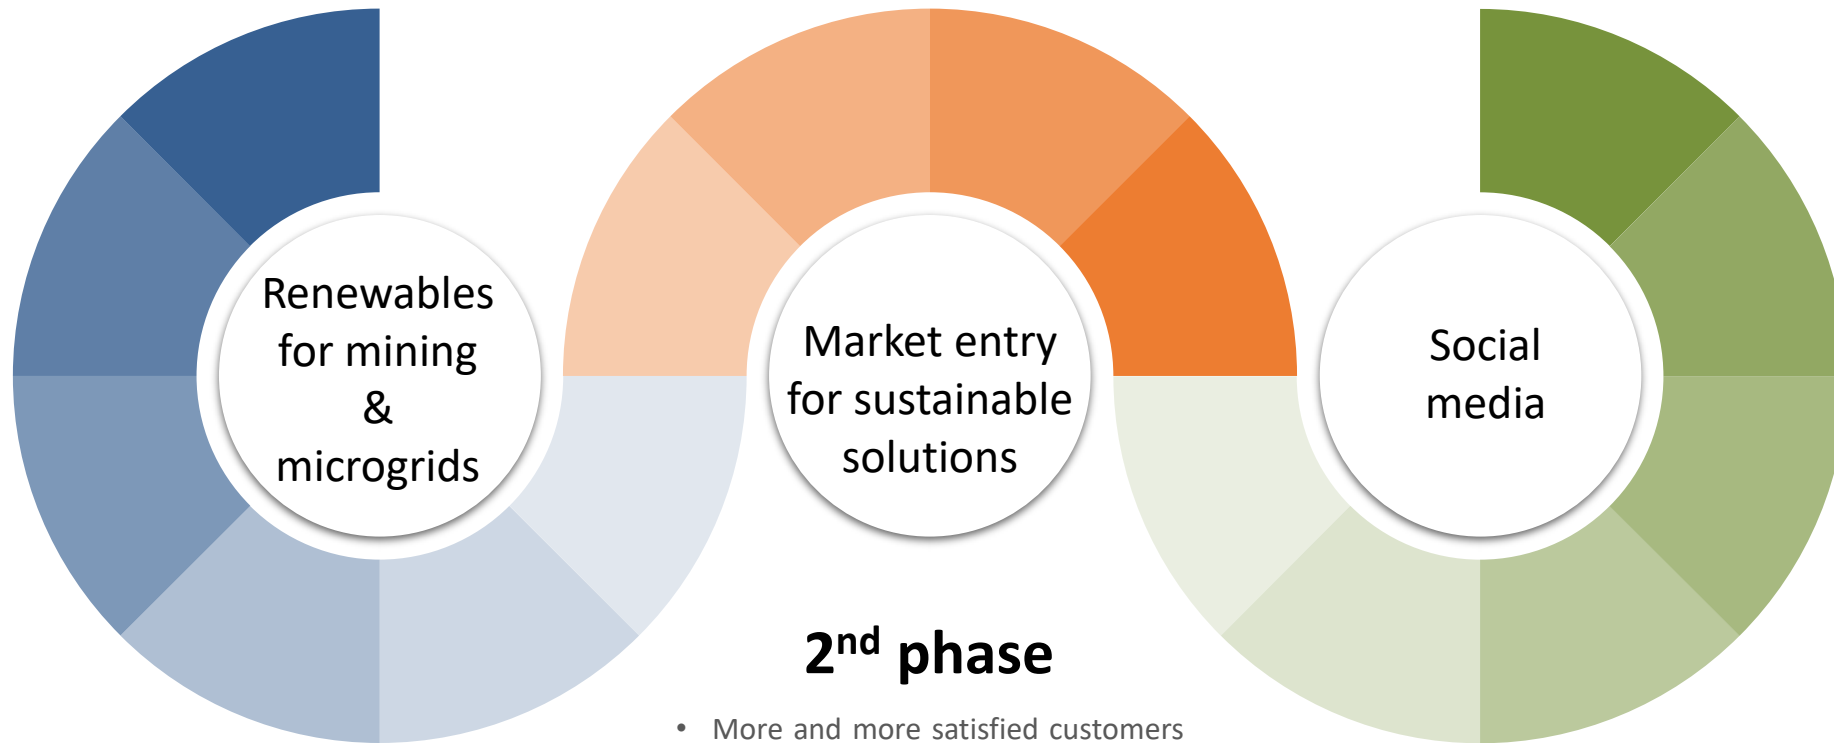 Renewables
for mining
&
microgrids
Market entry
for sustainable
solutions
Social
media
2nd phase
• More and more satisfied customers